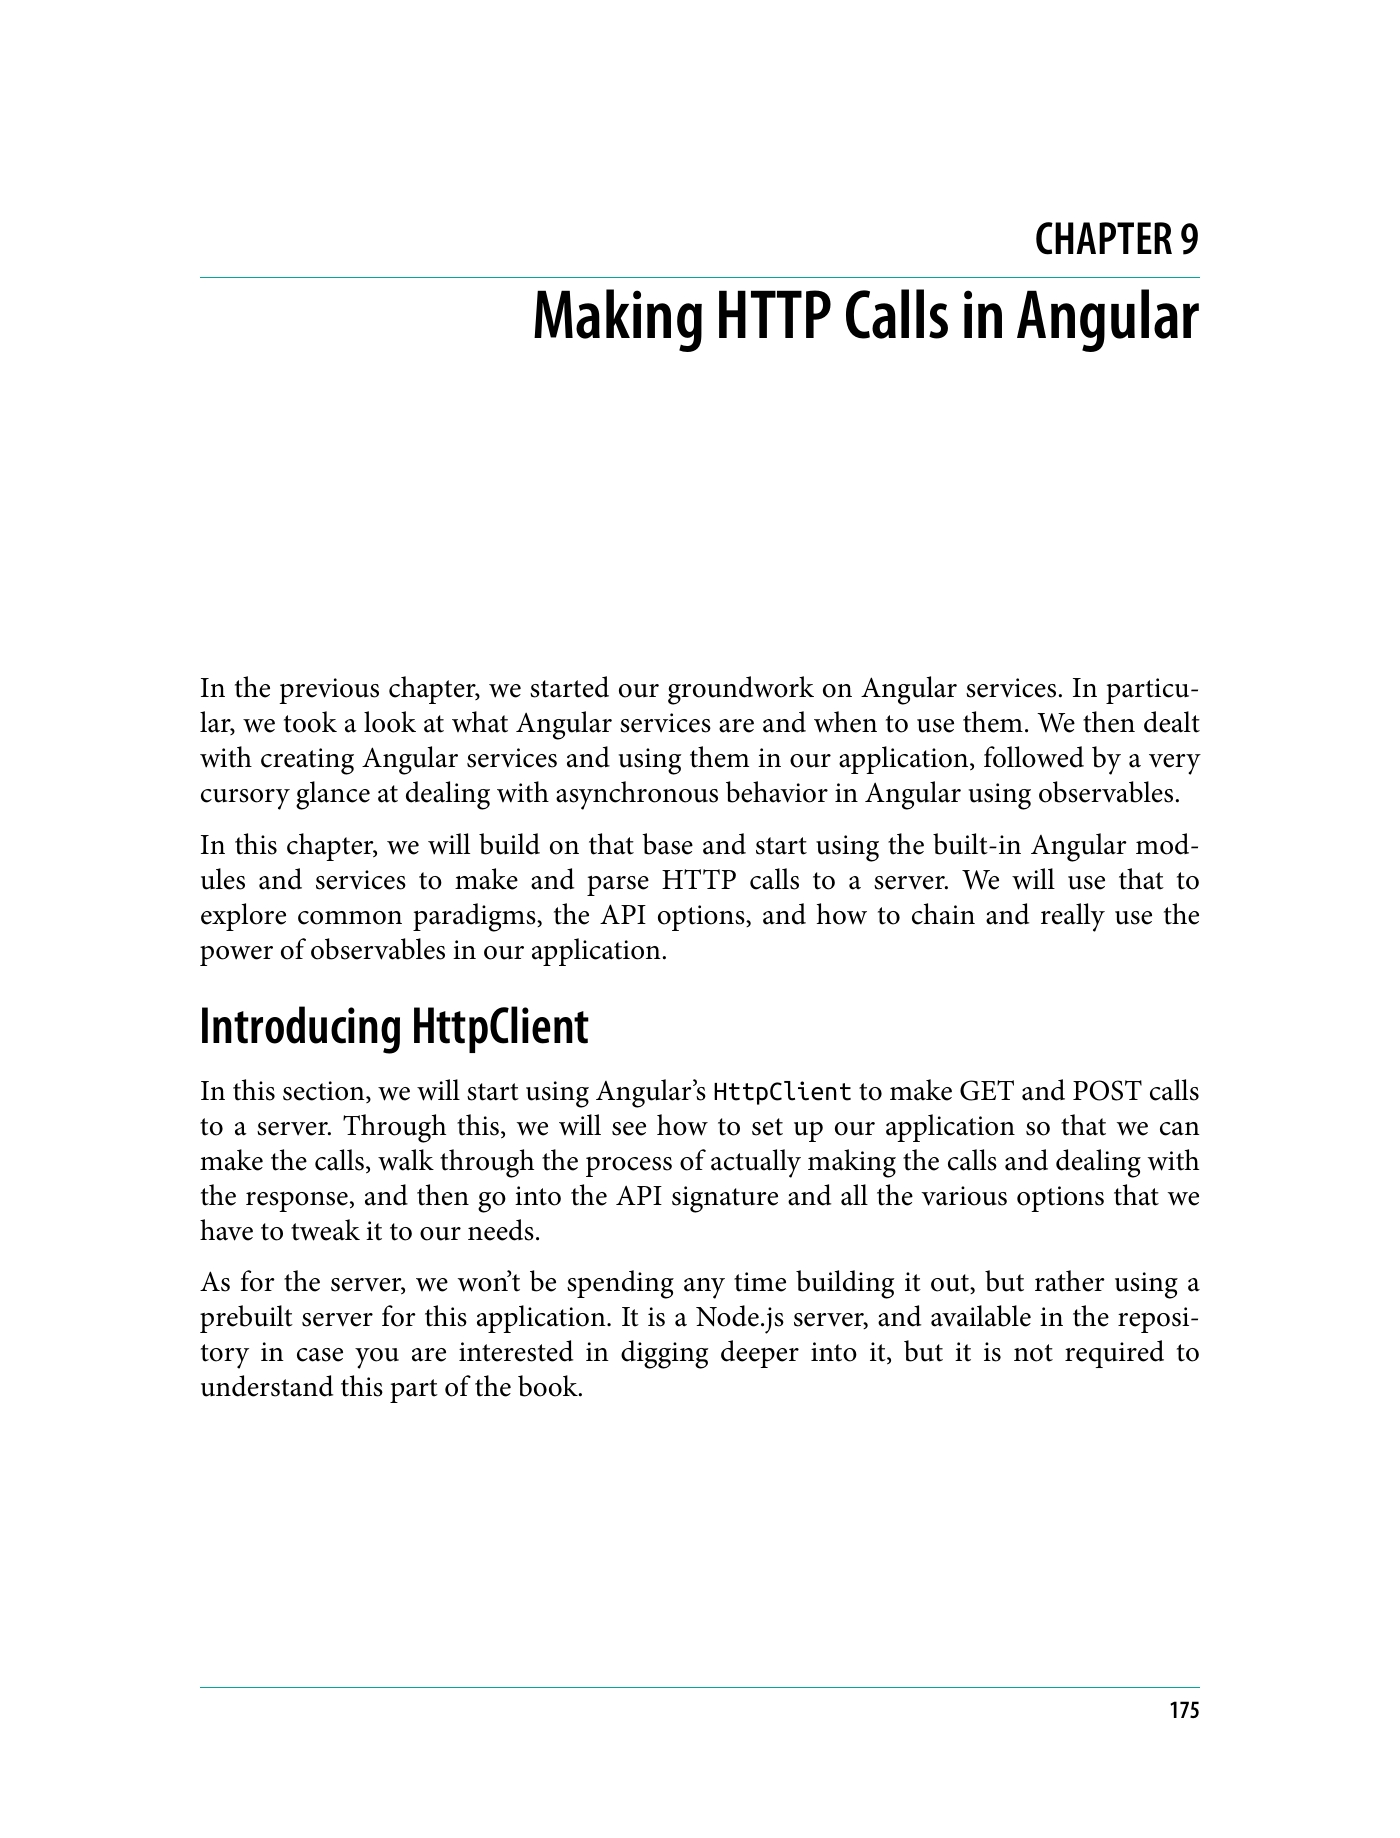 CHAPTER 9
Making HTTP Calls in Angular
In the previous chapter, we started our groundwork on Angular services. In particu-
lar, we took a look at what Angular services are and when to use them. We then dealt
with creating Angular services and using them in our application, followed by a very
cursory glance at dealing with asynchronous behavior in Angular using observables.
In this chapter, we will build on that base and start using the built-in Angular mod-
ules and services to make and parse HTTP calls to a server. We will use that to
explore common paradigms, the API options, and how to chain and really use the
power of observables in our application.
Introducing HttpClient
In this section, we will start using Angular’s HttpClient to make GET and POST calls
to a server. Through this, we will see how to set up our application so that we can
make the calls, walk through the process of actually making the calls and dealing with
the response, and then go into the API signature and all the various options that we
have to tweak it to our needs.
As for the server, we won’t be spending any time building it out, but rather using a
prebuilt server for this application. It is a Node.js server, and available in the reposi-
tory in case you are interested in digging deeper into it, but it is not required to
understand this part of the book.
175